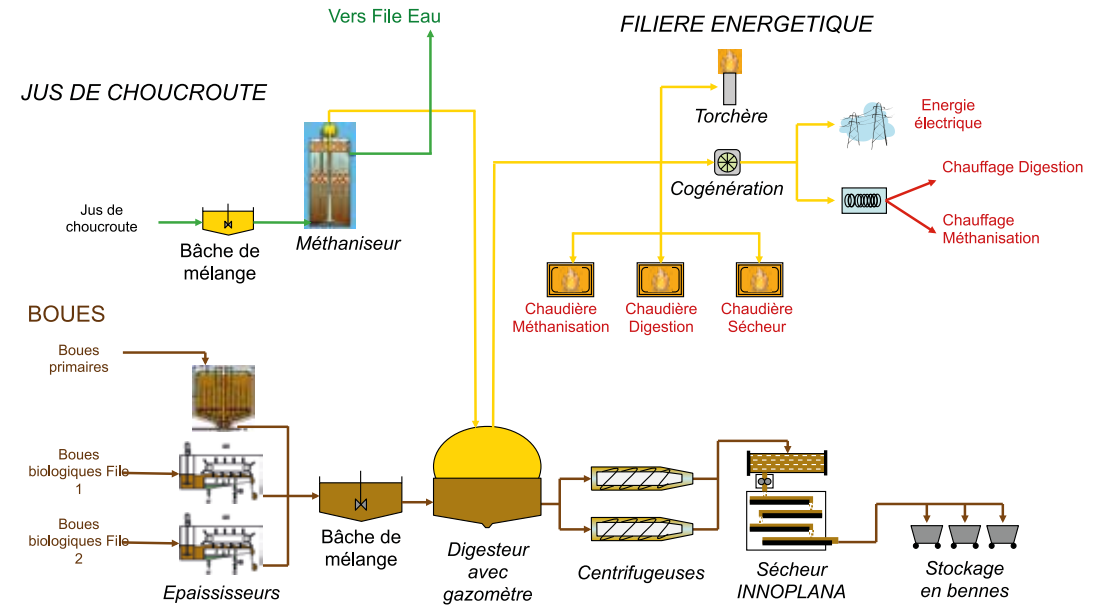 Vers File Eau
FILIERE ENERGETIQUE
JUS DE CHOUCROUTE
Torchère
Energie
électrique
Cogénération
Chauffage Digestion
Chauffage
Méthanisation
Jus de
choucroute
Bâche de
mélange
Méthaniseur
Chaudière
Méthanisation
Chaudière
Digestion
Chaudière
Sécheur
BOUES
Boues
primaires
Boues
biologiques File
1
Boues
biologiques File
2
Epaississeurs
Bâche de
mélange
Digesteur
avec
gazomètre
Centrifugeuses
Sécheur
INNOPLANA
Stockage
en bennes